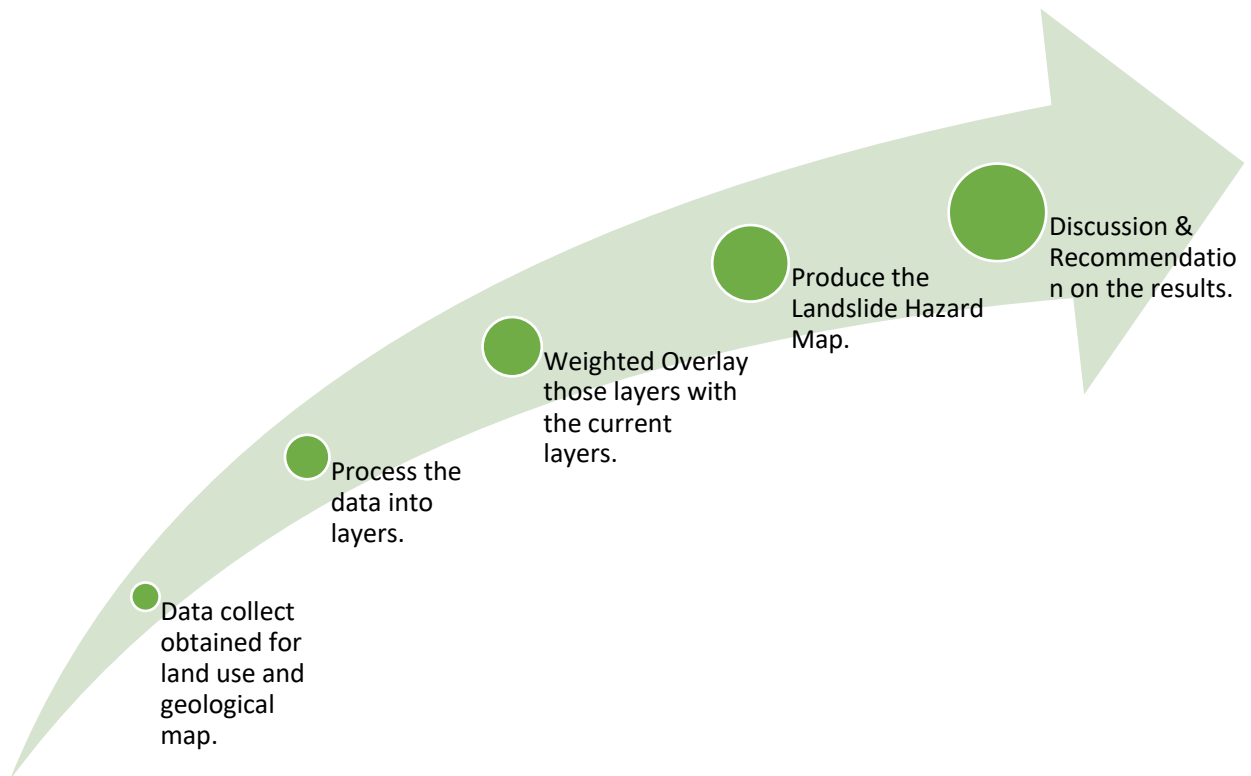 Data collect
obtained for
land use and
geological
map.
Process the
data into
layers.
Weighted Overlay
those layers with
the current
layers.
Produce the
Landslide Hazard
Map.
Discussion &
Recommendatio
n on the results.